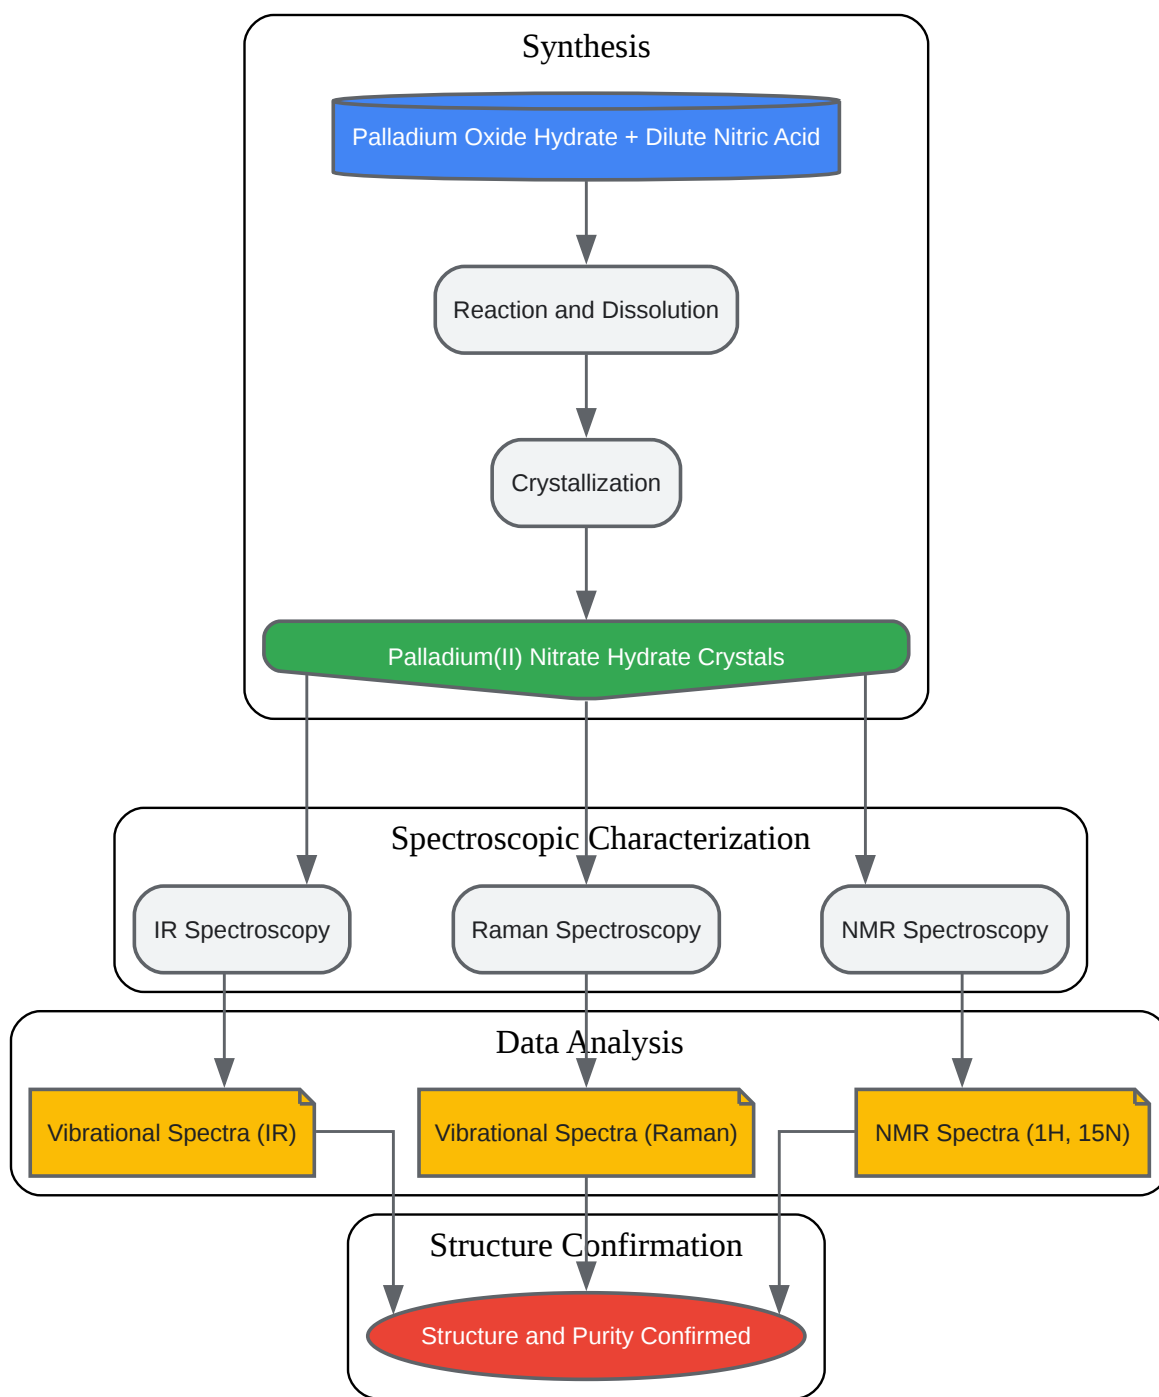 Synthesis
Palladium Oxide Hydrate + Dilute Nitric Acid
Reaction and Dissolution
Crystallization
Palladium(II) Nitrate Hydrate Crystals
Spectroscopic Characterization
IR Spectroscopy
Raman Spectroscopy
NMR Spectroscopy
Data Analysis
Vibrational Spectra (IR)
Vibrational Spectra (Raman)
NMR Spectra (1H, 15N)
Structure Confirmation
Structure and Purity Confirmed